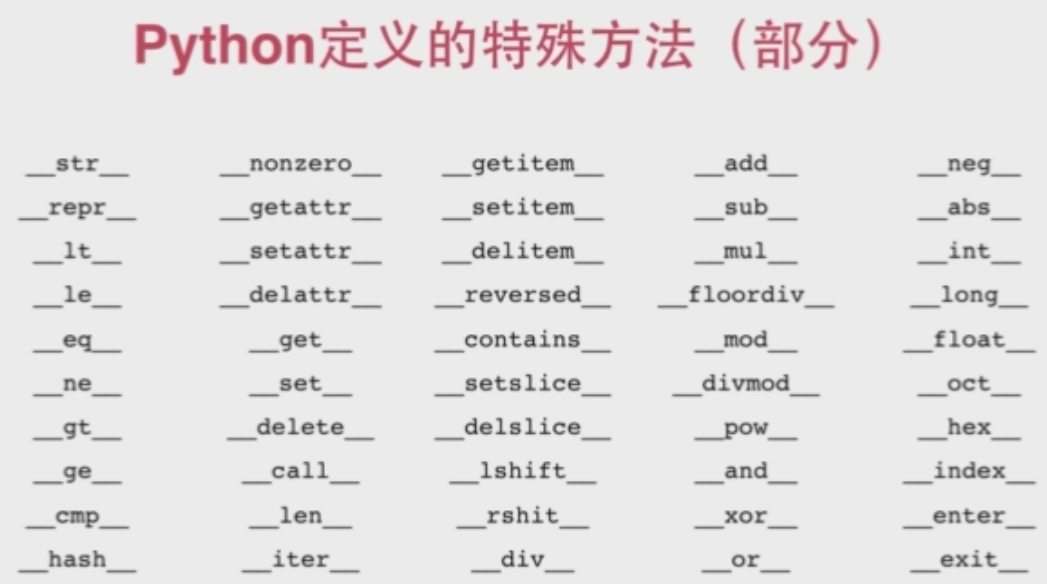 Python定义的特殊方法（部分）
__str__ __nonzero__ __getitem__ __add__ __neg__
__repr__ __getattr__ __setitem__ __sub__ __abs__
__lt__ __setattr__ __delitem__ __mul__ __int__
__le__ __delattr__ __reversed__ __floordiv__ __long__
__eq__ __get__ __contains__ __mod__ __float__
__ne__ __set__ __setslice__ __divmod__ __oct__
__gt__ __delete__ __delslice__ __pow__ __hex__
__ge__ __call__ __lshift__ __and__ __index__
__cmp__ __len__ __rshit__ __xor__ __enter__
__hash__ __iter__ __div__ __or__ __exit__